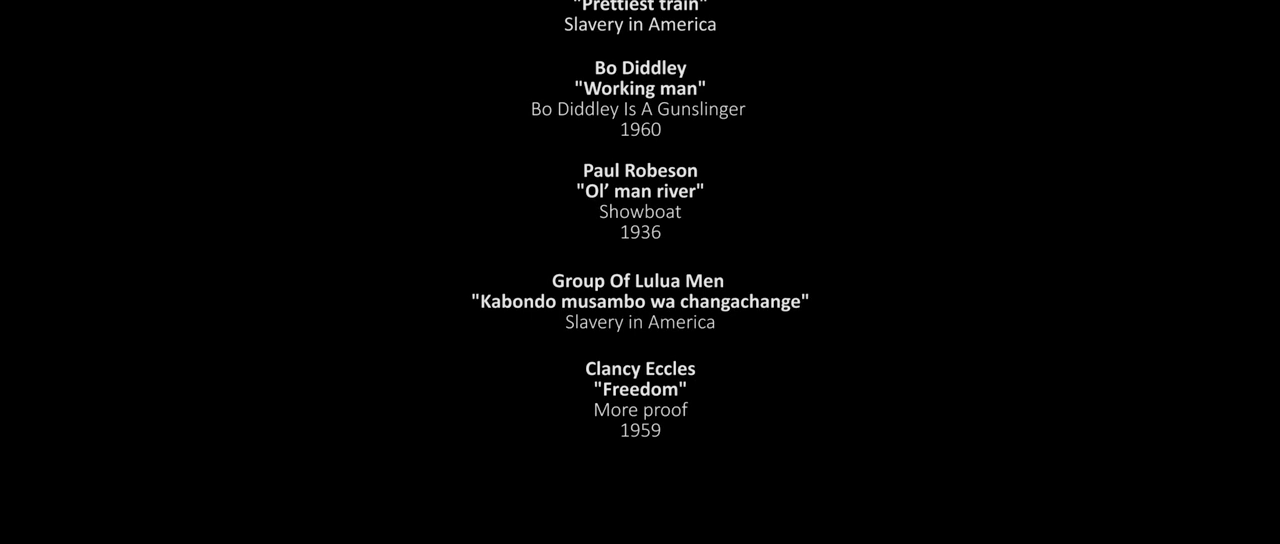 "Prettiest train"
Slavery in America
Bo Diddley
"Working man"
Bo Diddley Is A Gunslinger
1960
Paul Robeson
"Ol’ man river"
Showboat
1936
Group Of Lulua Men
"Kabondo musambo wa changachange"
Slavery in America
Clancy Eccles
"Freedom"
More proof
1959